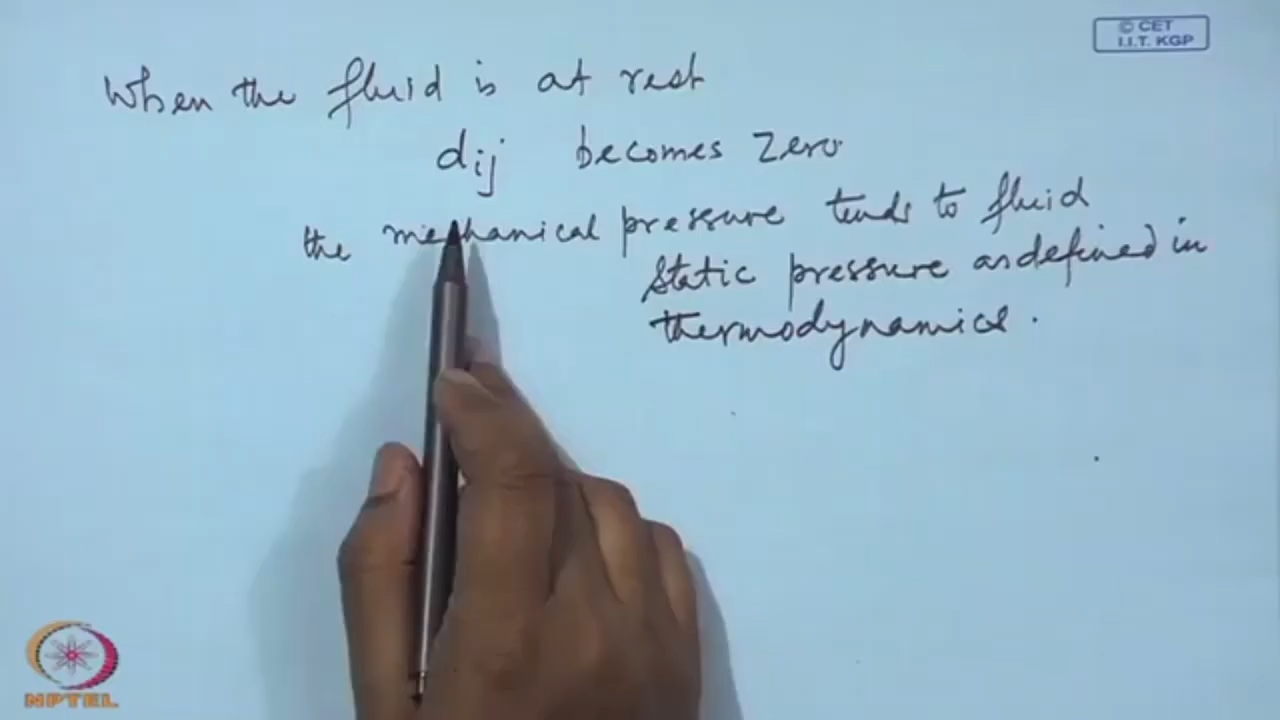 © CET
I.I.T. KGP
When the fluid is at rest
dij becomes zero
the mechanical pressure tends to fluid
static pressure as defined in
thermodynamics.
NPTEL